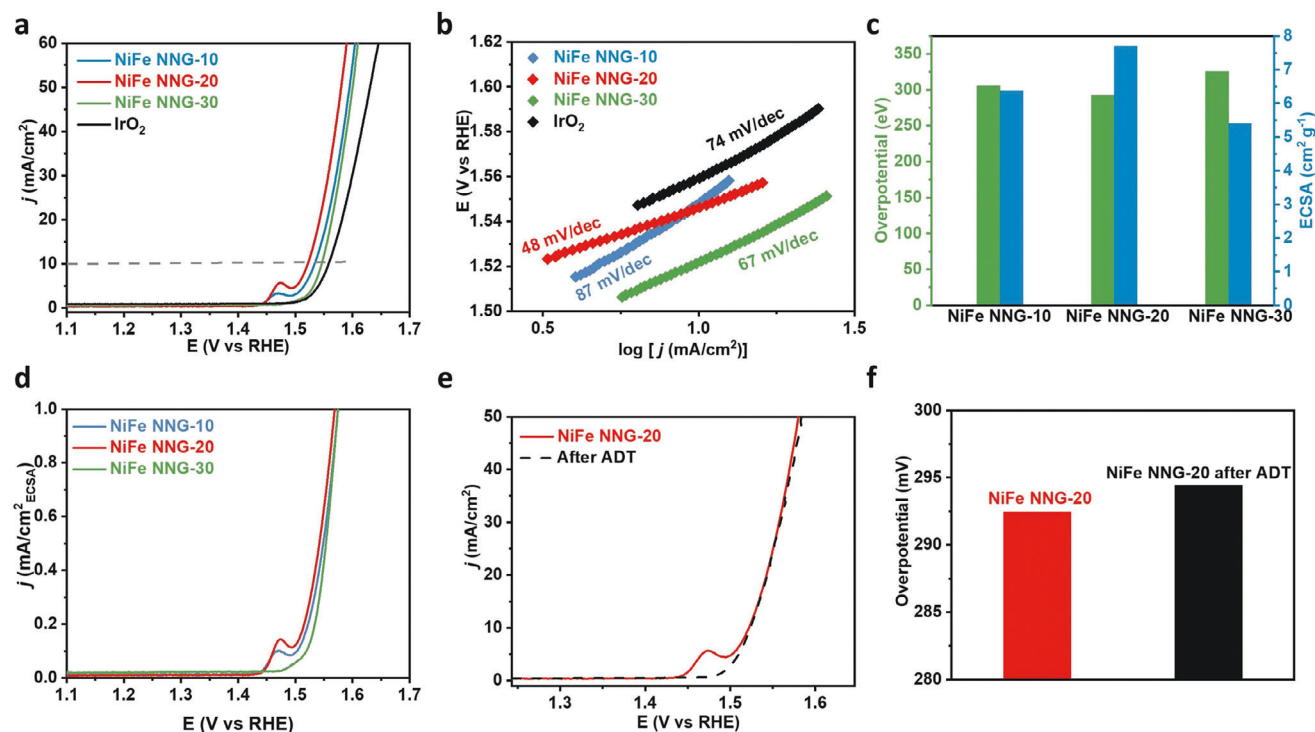 a
60
50
40
30
20
10
0
j (mA/cm²)
NiFe NNG-10
NiFe NNG-20
NiFe NNG-30
IrO₂
1.1
1.2
1.3
1.4
1.5
1.6
1.7
E (V vs RHE)
b
1.62
1.60
1.58
1.56
1.54
1.52
1.50
E (V vs RHE)
NiFe NNG-10
NiFe NNG-20
NiFe NNG-30
IrO₂
74 mV/dec
48 mV/dec
87 mV/dec
67 mV/dec
0.5
1.0
1.5
log [ j (mA/cm²)]
c
350
300
250
200
150
100
50
0
Overpotential (eV)
8
7
6
5
4
3
2
1
0
ECSA (cm² g⁻¹)
NiFe NNG-10
NiFe NNG-20
NiFe NNG-30
d
1.0
0.8
0.6
0.4
0.2
0.0
j (mA/cm²ECSA)
NiFe NNG-10
NiFe NNG-20
NiFe NNG-30
1.1
1.2
1.3
1.4
1.5
1.6
1.7
E (V vs RHE)
e
50
40
30
20
10
0
j (mA/cm²)
NiFe NNG-20
After ADT
1.3
1.4
1.5
1.6
E (V vs RHE)
f
300
295
290
285
280
Overpotential (mV)
NiFe NNG-20
NiFe NNG-20 after ADT